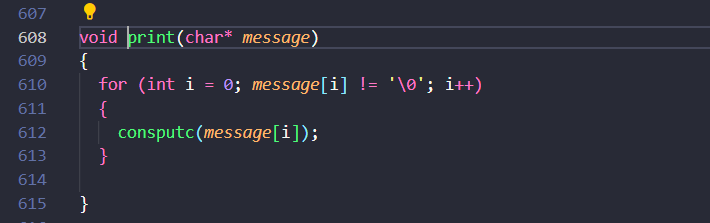 607
608 void print(char* message)
609 {
610   for (int i = 0; message[i] != '\0'; i++)
611   {
612     consputc(message[i]);
613   }
614
615 }